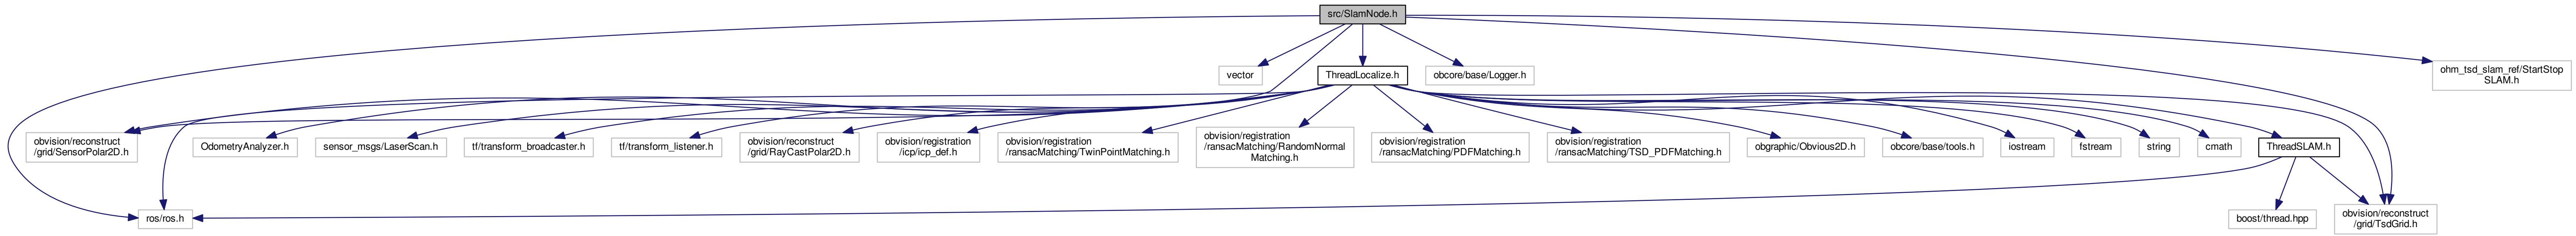 src/SlamNode.h
vector
ThreadLocalize.h
obcore/base/Logger.h
ohm_tsd_slam_ref/StartStop
SLAM.h
obvision/reconstruct
/grid/SensorPolar2D.h
OdometryAnalyzer.h
sensor_msgs/LaserScan.h
tf/transform_broadcaster.h
tf/transform_listener.h
obvision/reconstruct
/grid/RayCastPolar2D.h
obvision/registration
/icp/icp_def.h
obvision/registration
/ransacMatching/TwinPointMatching.h
obvision/registration
/ransacMatching/RandomNormal
Matching.h
obvision/registration
/ransacMatching/PDFMatching.h
obvision/registration
/ransacMatching/TSD_PDFMatching.h
obgraphic/Obvious2D.h
obcore/base/tools.h
iostream
fstream
string
cmath
ThreadSLAM.h
ros/ros.h
boost/thread.hpp
obvision/reconstruct
/grid/TsdGrid.h